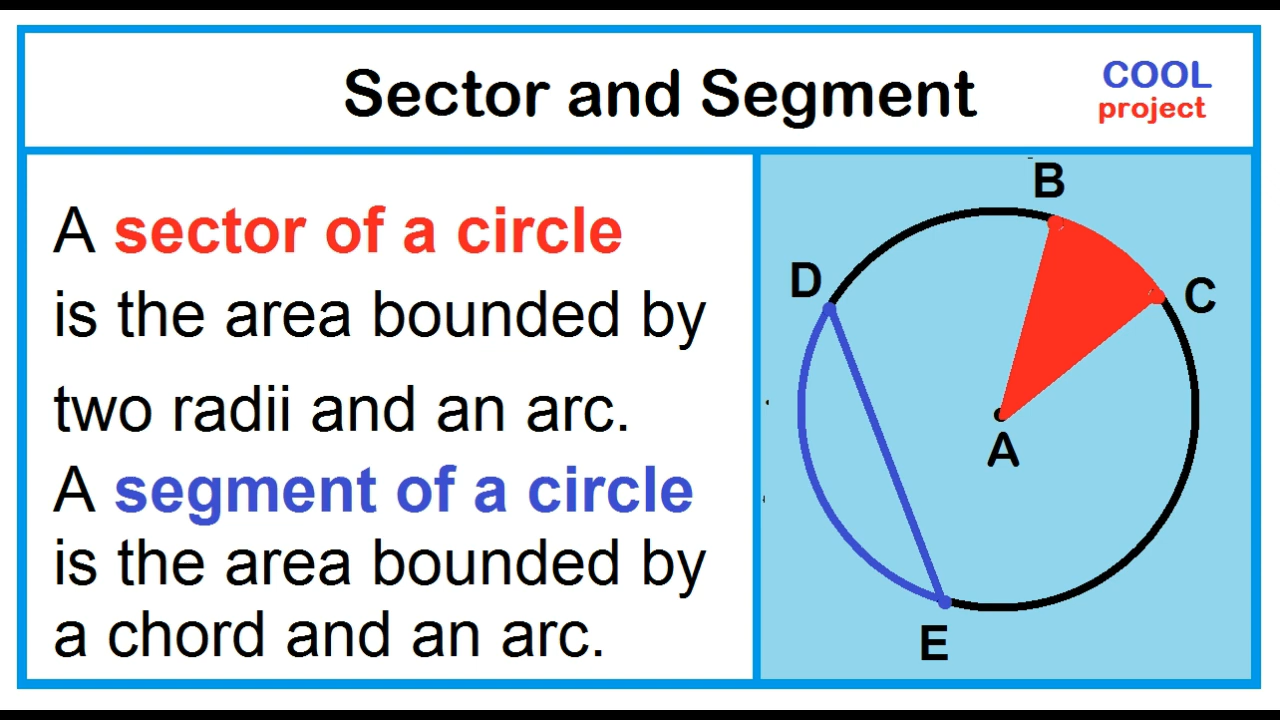 Sector and Segment
COOL
project
A sector of a circle
is the area bounded by
two radii and an arc.
A segment of a circle
is the area bounded by
a chord and an arc.
B
D
C
A
E